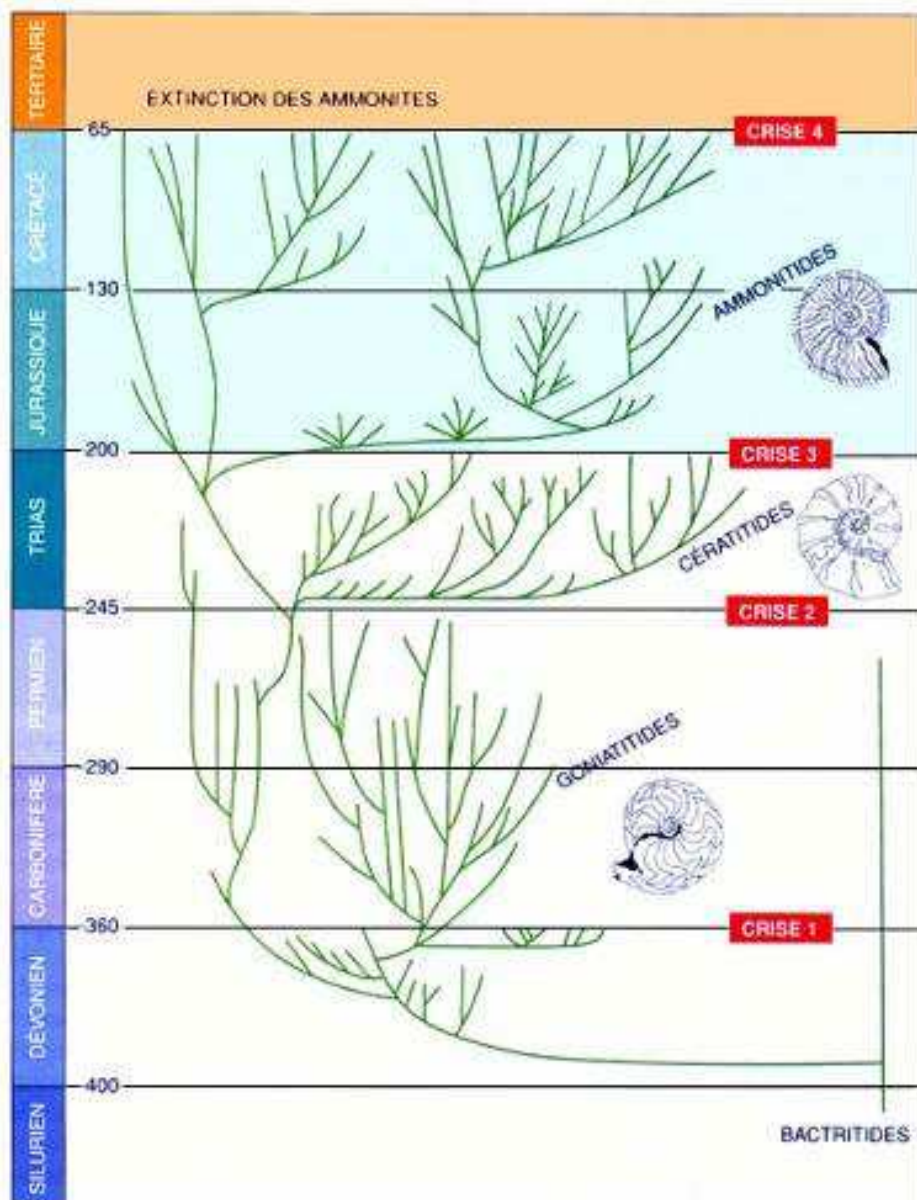 TERTIAIRE
EXTINCTION DES AMMONITES
65
CRISE 4
CRÉTACÉ
AMMONITIDES
130
JURASSIQUE
200
CRISE 3
TRIAS
CÉRATITIDES
245
CRISE 2
PERMIEN
GONIATITIDES
290
CARBONIFÈRE
360
CRISE 1
DÉVONIEN
400
BACTRITIDES
SILURIEN